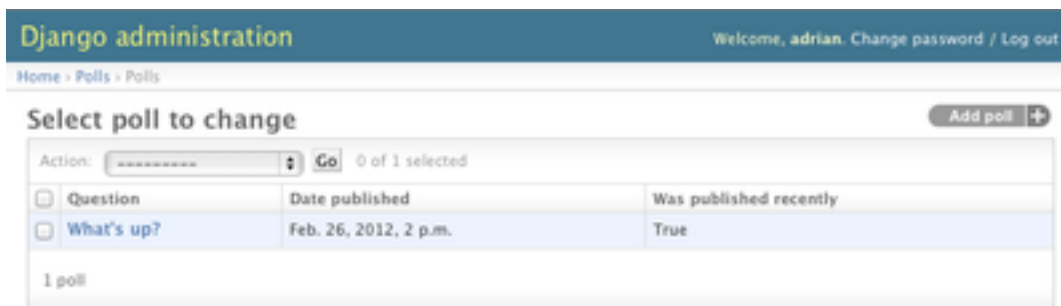 Django administration
Welcome, adrian. Change password / Log out
Home › Polls › Polls
Select poll to change
Add poll +
Action: --------- Go 0 of 1 selected
Question Date published Was published recently
What's up? Feb. 26, 2012, 2 p.m. True
1 poll